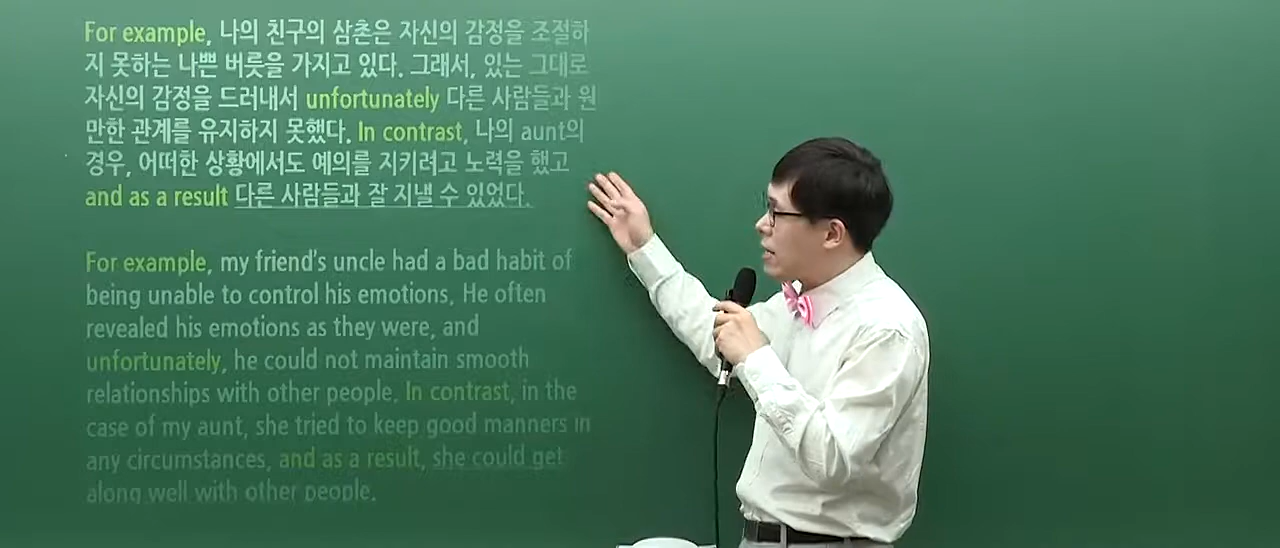 For example, 나의 친구의 삼촌은 자신의 감정을 조절하
지 못하는 나쁜 버릇을 가지고 있다. 그래서, 있는 그대로
자신의 감정을 드러내서 unfortunately 다른 사람들과 원
만한 관계를 유지하지 못했다. In contrast, 나의 aunt의
경우, 어떠한 상황에서도 예의를 지키려고 노력을 했고
and as a result 다른 사람들과 잘 지낼 수 있었다.
For example, my friend's uncle had a bad habit of
being unable to control his emotions, He often
revealed his emotions as they were, and
unfortunately, he could not maintain smooth
relationships with other people. In contrast, in the
case of my aunt, she tried to keep good manners in
any circumstances, and as a result, she could get
along well with other people.